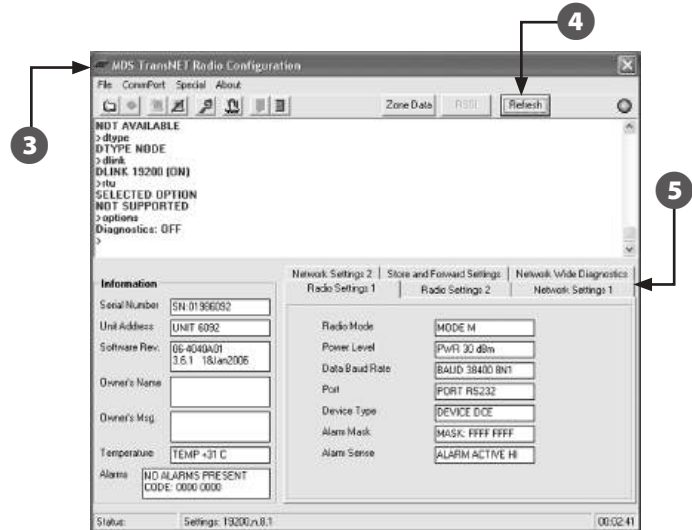 4
MDS TransNET Radio Configuration
3
File CommPort Special About
Zone Data RSSI Refresh
NOT AVAILABLE
>dtype
DTYPE NODE
>dlink
DLINK 19200 (ON)
>rtu
SELECTED OPTION
NOT SUPPORTED
>options
Diagnostics: OFF
>
5
Network Settings 2 Store and Forward Settings Network Wide Diagnostics
Radio Settings 1 Radio Settings 2 Network Settings 1
Information
Serial Number SN:01986092
Unit Address UNIT 6092
Software Rev. 06-4040A01
3.6.1 18Jan2006
Owner's Name
Owner's Msg.
Temperature TEMP +31 C
Alarms NO ALARMS PRESENT
CODE: 0000 0000
Radio Mode MODE M
Power Level PWR 30 dBm
Data Baud Rate BAUD 38400 8N1
Port PORT RS232
Device Type DEVICE DCE
Alarm Mask MASK: FFFF FFFF
Alarm Sense ALARM ACTIVE HI
Status: Settings: 19200,n,8,1 00:02:41